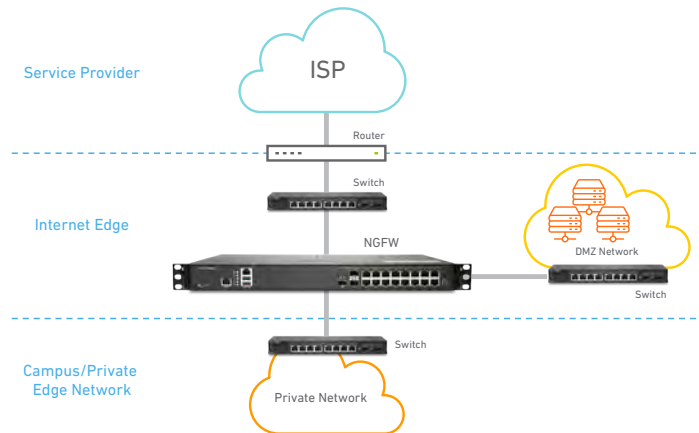 Service Provider
ISP
Router
Switch
Internet Edge
NGFW
DMZ Network
Switch
Switch
Campus/Private
Edge Network
Private Network